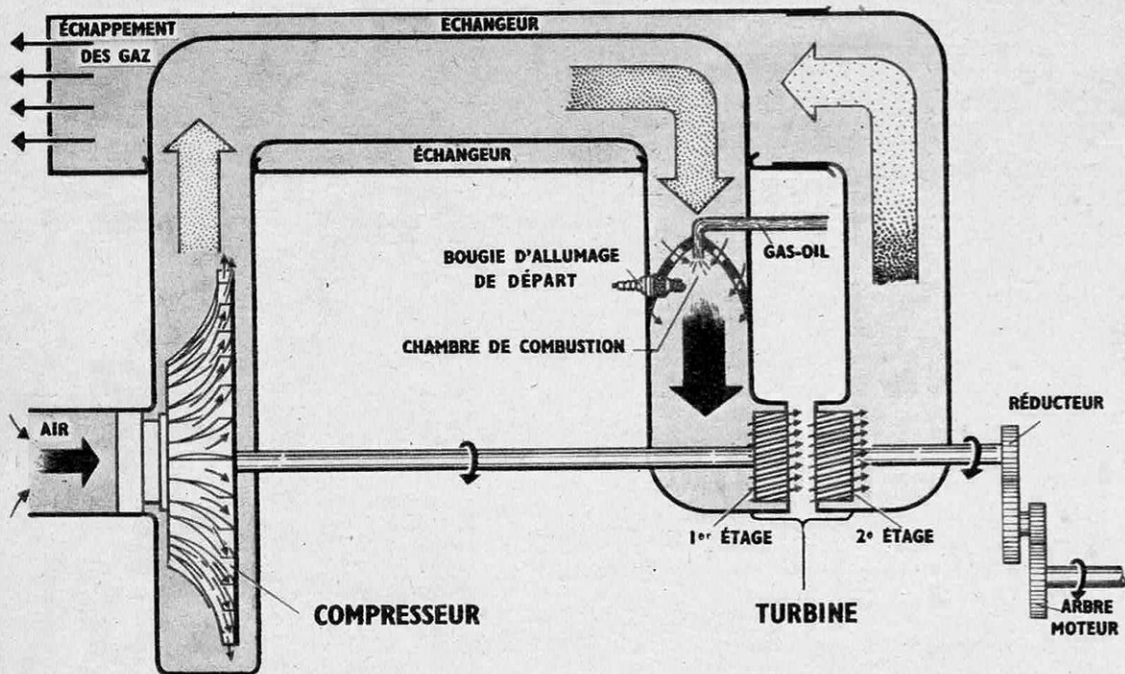 ÉCHAPPEMENT
DES GAZ
ECHANGEUR
ÉCHANGEUR
BOUGIE D'ALLUMAGE
DE DÉPART
GAS-OIL
CHAMBRE DE COMBUSTION
AIR
RÉDUCTEUR
1er ÉTAGE
2e ÉTAGE
COMPRESSEUR
TURBINE
ARBRE
MOTEUR